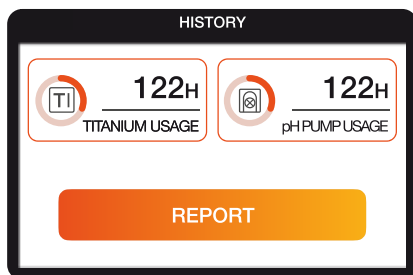 HISTORY
TI
122H
TITANIUM USAGE
122H
pH PUMP USAGE
REPORT